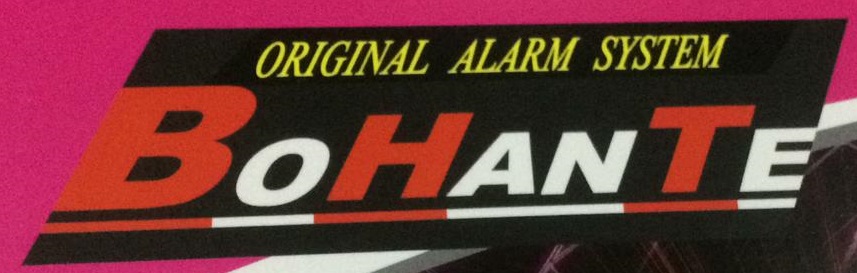 ORIGINAL ALARM SYSTEM
BOHANTE